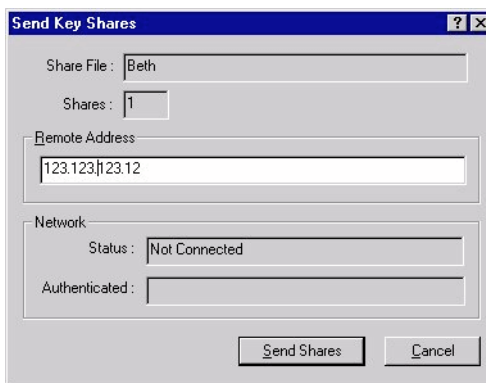 Send Key Shares
Share File : Beth
Shares : 1
Remote Address
123.123.123.12
Network
Status : Not Connected
Authenticated :
Send Shares Cancel